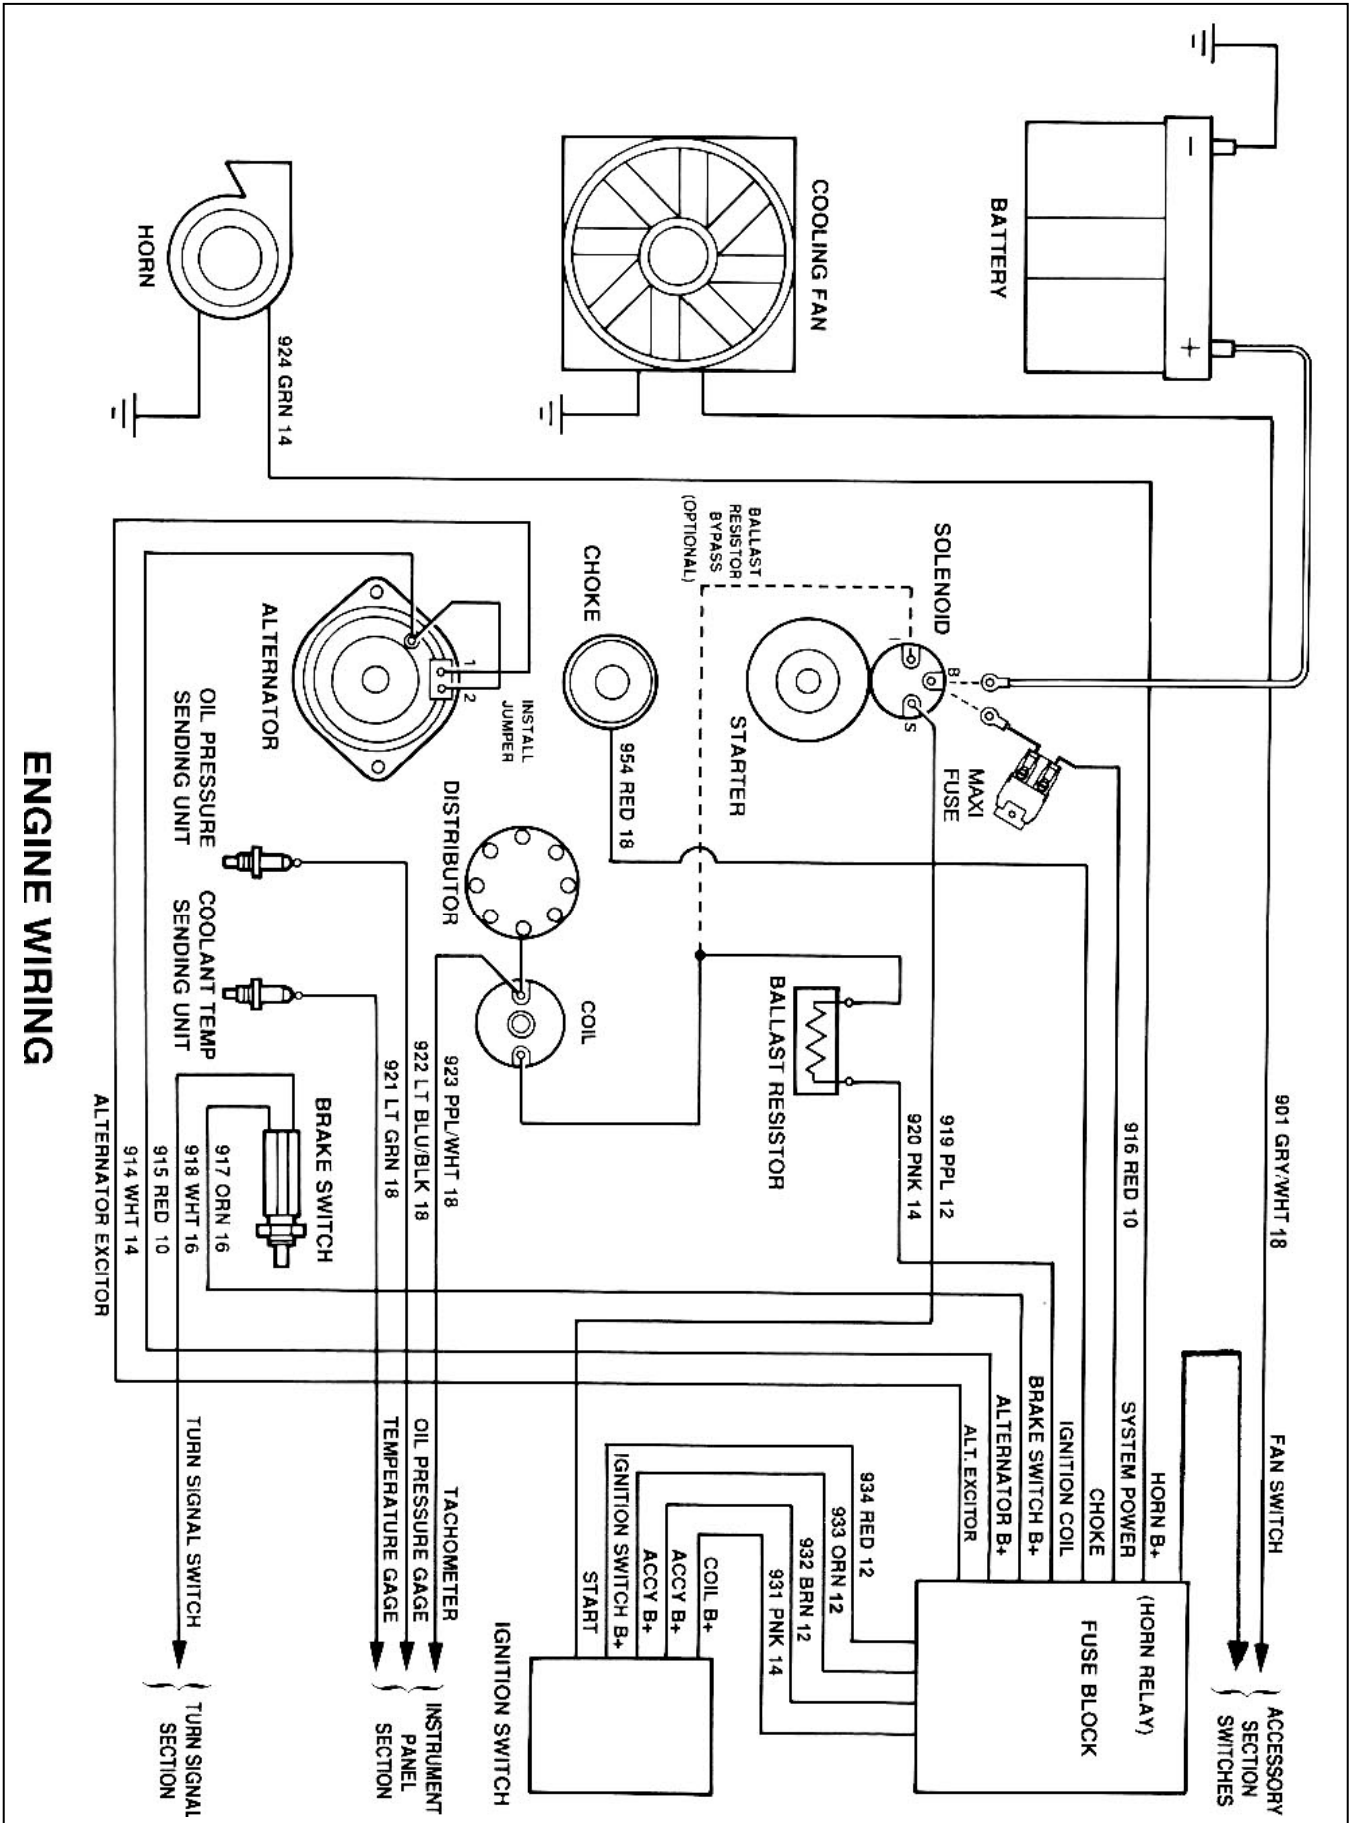 ENGINE WIRING
BATTERY
-
+
COOLING FAN
HORN
924 GRN 14
SOLENOID
I
B
S
BALLAST
RESISTOR
BYPASS
(OPTIONAL)
STARTER
MAXI
FUSE
CHOKE
954 RED 18
ALTERNATOR
1
2
INSTALL
JUMPER
DISTRIBUTOR
COIL
OIL PRESSURE
SENDING UNIT
COOLANT TEMP
SENDING UNIT
BALLAST RESISTOR
BRAKE SWITCH
901 GRY/WHT 18
916 RED 10
919 PPL 12
920 PNK 14
923 PPL/WHT 18
922 LT BLU/BLK 18
921 LT GRN 18
917 ORN 16
918 WHT 16
915 RED 10
914 WHT 14
ALTERNATOR EXCITOR
FAN SWITCH
HORN B+
SYSTEM POWER
CHOKE
IGNITION COIL
BRAKE SWITCH B+
ALTERNATOR B+
ALT. EXCITOR
934 RED 12
933 ORN 12
932 BRN 12
931 PNK 14
COIL B+
ACCY B+
ACCY B+
IGNITION SWITCH B+
START
TACHOMETER
OIL PRESSURE GAGE
TEMPERATURE GAGE
TURN SIGNAL SWITCH
(HORN RELAY)
FUSE BLOCK
IGNITION SWITCH
ACCESSORY
SECTION
SWITCHES
INSTRUMENT
PANEL
SECTION
TURN SIGNAL
SECTION